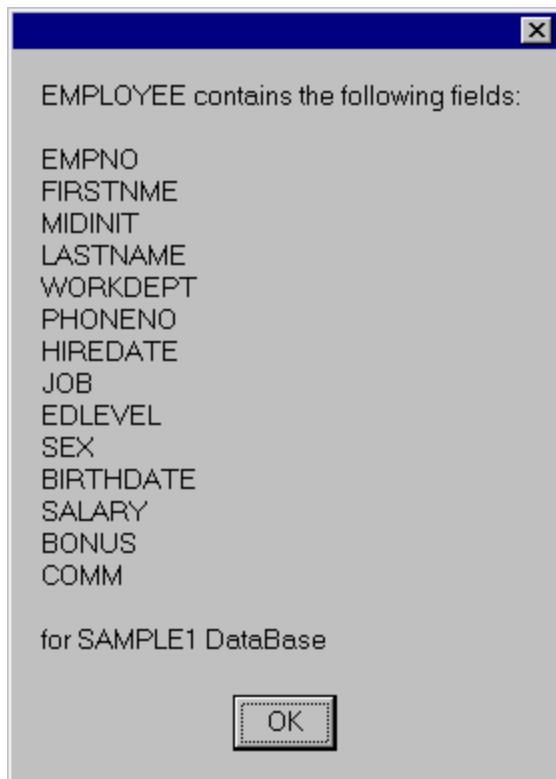 EMPLOYEE contains the following fields:
EMPNO
FIRSTNME
MIDINIT
LASTNAME
WORKDEPT
PHONENO
HIREDATE
JOB
EDLEVEL
SEX
BIRTHDATE
SALARY
BONUS
COMM
for SAMPLE1 DataBase
OK